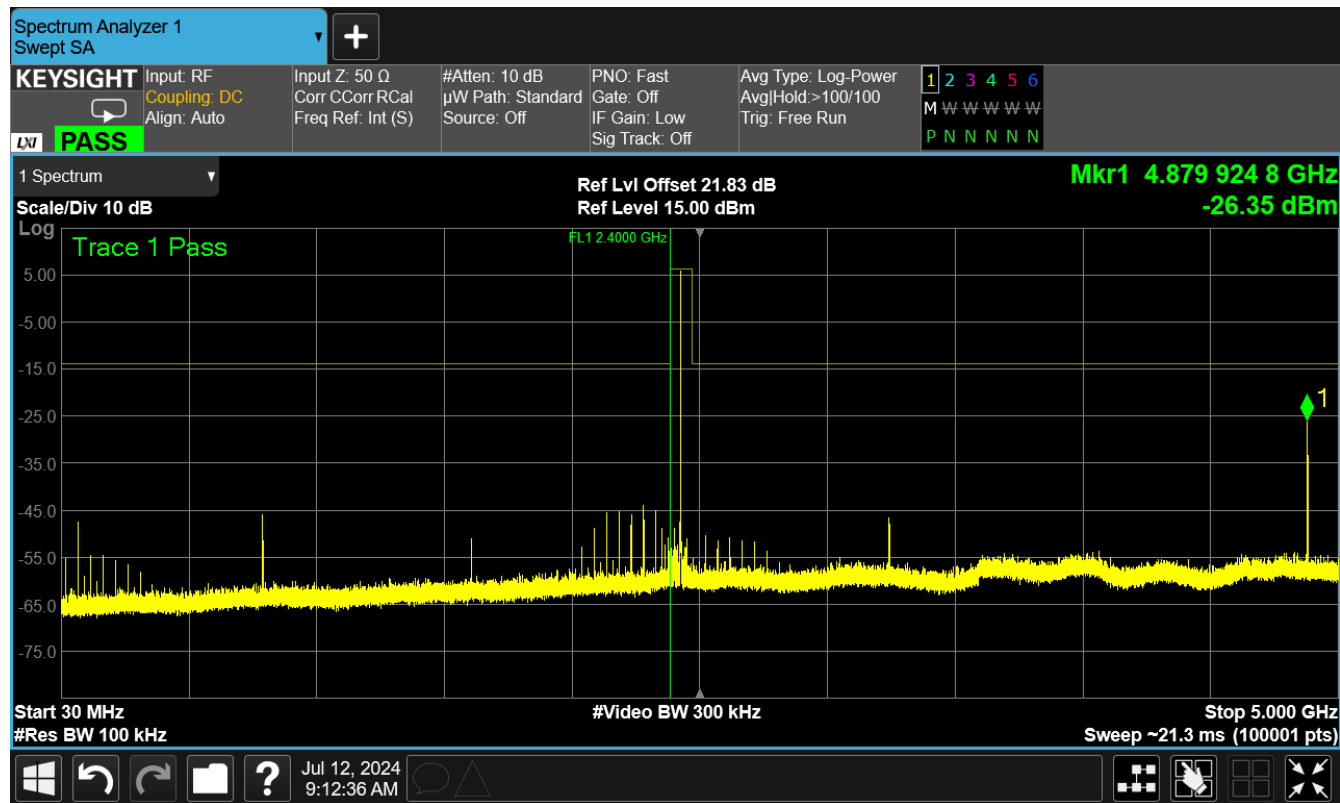 Spectrum Analyzer 1
Swept SA
KEYSIGHT
LXI PASS
Input: RF
Coupling: DC
Align: Auto
Input Z: 50 Ω
Corr CCorr RCal
Freq Ref: Int (S)
#Atten: 10 dB
µW Path: Standard
Source: Off
PNO: Fast
Gate: Off
IF Gain: Low
Sig Track: Off
Avg Type: Log-Power
Avg|Hold:>100/100
Trig: Free Run
1 2 3 4 5 6
M W W W W W
P N N N N N
1 Spectrum
Scale/Div 10 dB
Ref Lvl Offset 21.83 dB
Ref Level 15.00 dBm
Mkr1 4.879 924 8 GHz
-26.35 dBm
Log
Trace 1 Pass
FL1 2.4000 GHz
5.00
-5.00
-15.0
-25.0
-35.0
-45.0
-55.0
-65.0
-75.0
1
Start 30 MHz
#Res BW 100 kHz
#Video BW 300 kHz
Stop 5.000 GHz
Sweep ~21.3 ms (100001 pts)
?
Jul 12, 2024
9:12:36 AM